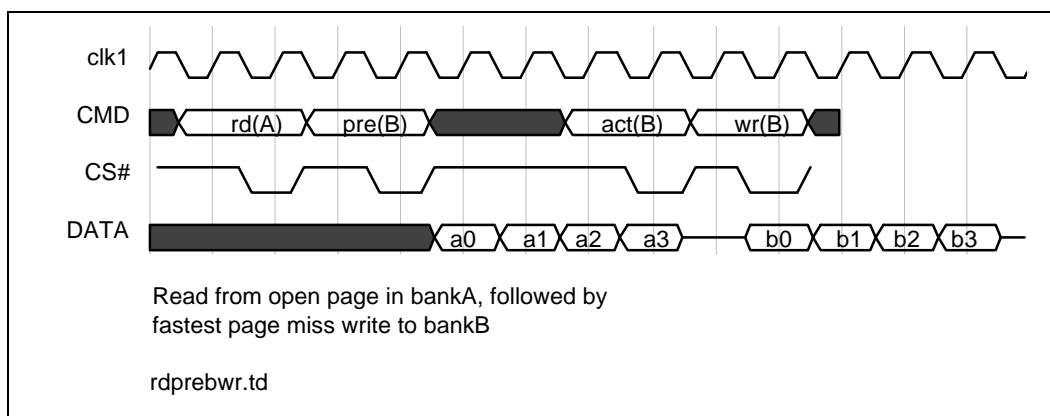 clk1
CMD rd(A) pre(B) act(B) wr(B)
CS#
DATA a0 a1 a2 a3 b0 b1 b2 b3
Read from open page in bankA, followed by
fastest page miss write to bankB
rdprebwr.td